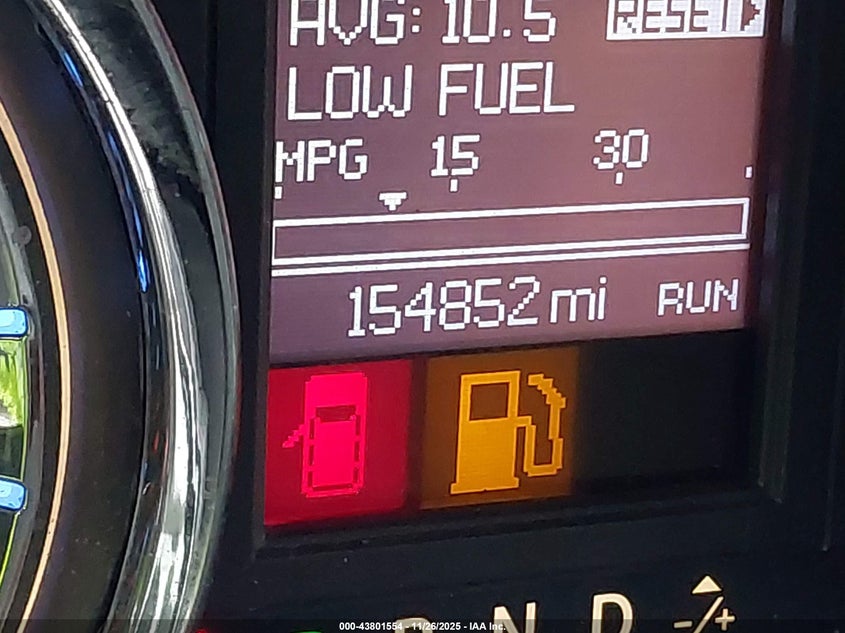 AVG: 10.5 RESET
LOW FUEL
MPG 15 30
154852 mi RUN
N D -/+
000-43801554 - 11/26/2025 - IAA Inc.